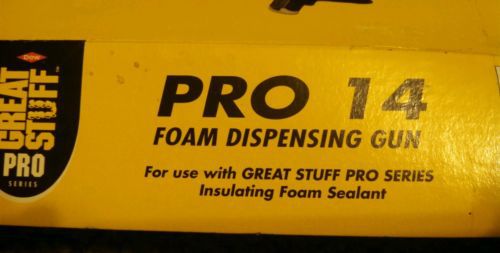 Dow
GREAT
STUFF™
PRO
SERIES
PRO 14
FOAM DISPENSING GUN
For use with GREAT STUFF PRO SERIES
Insulating Foam Sealant